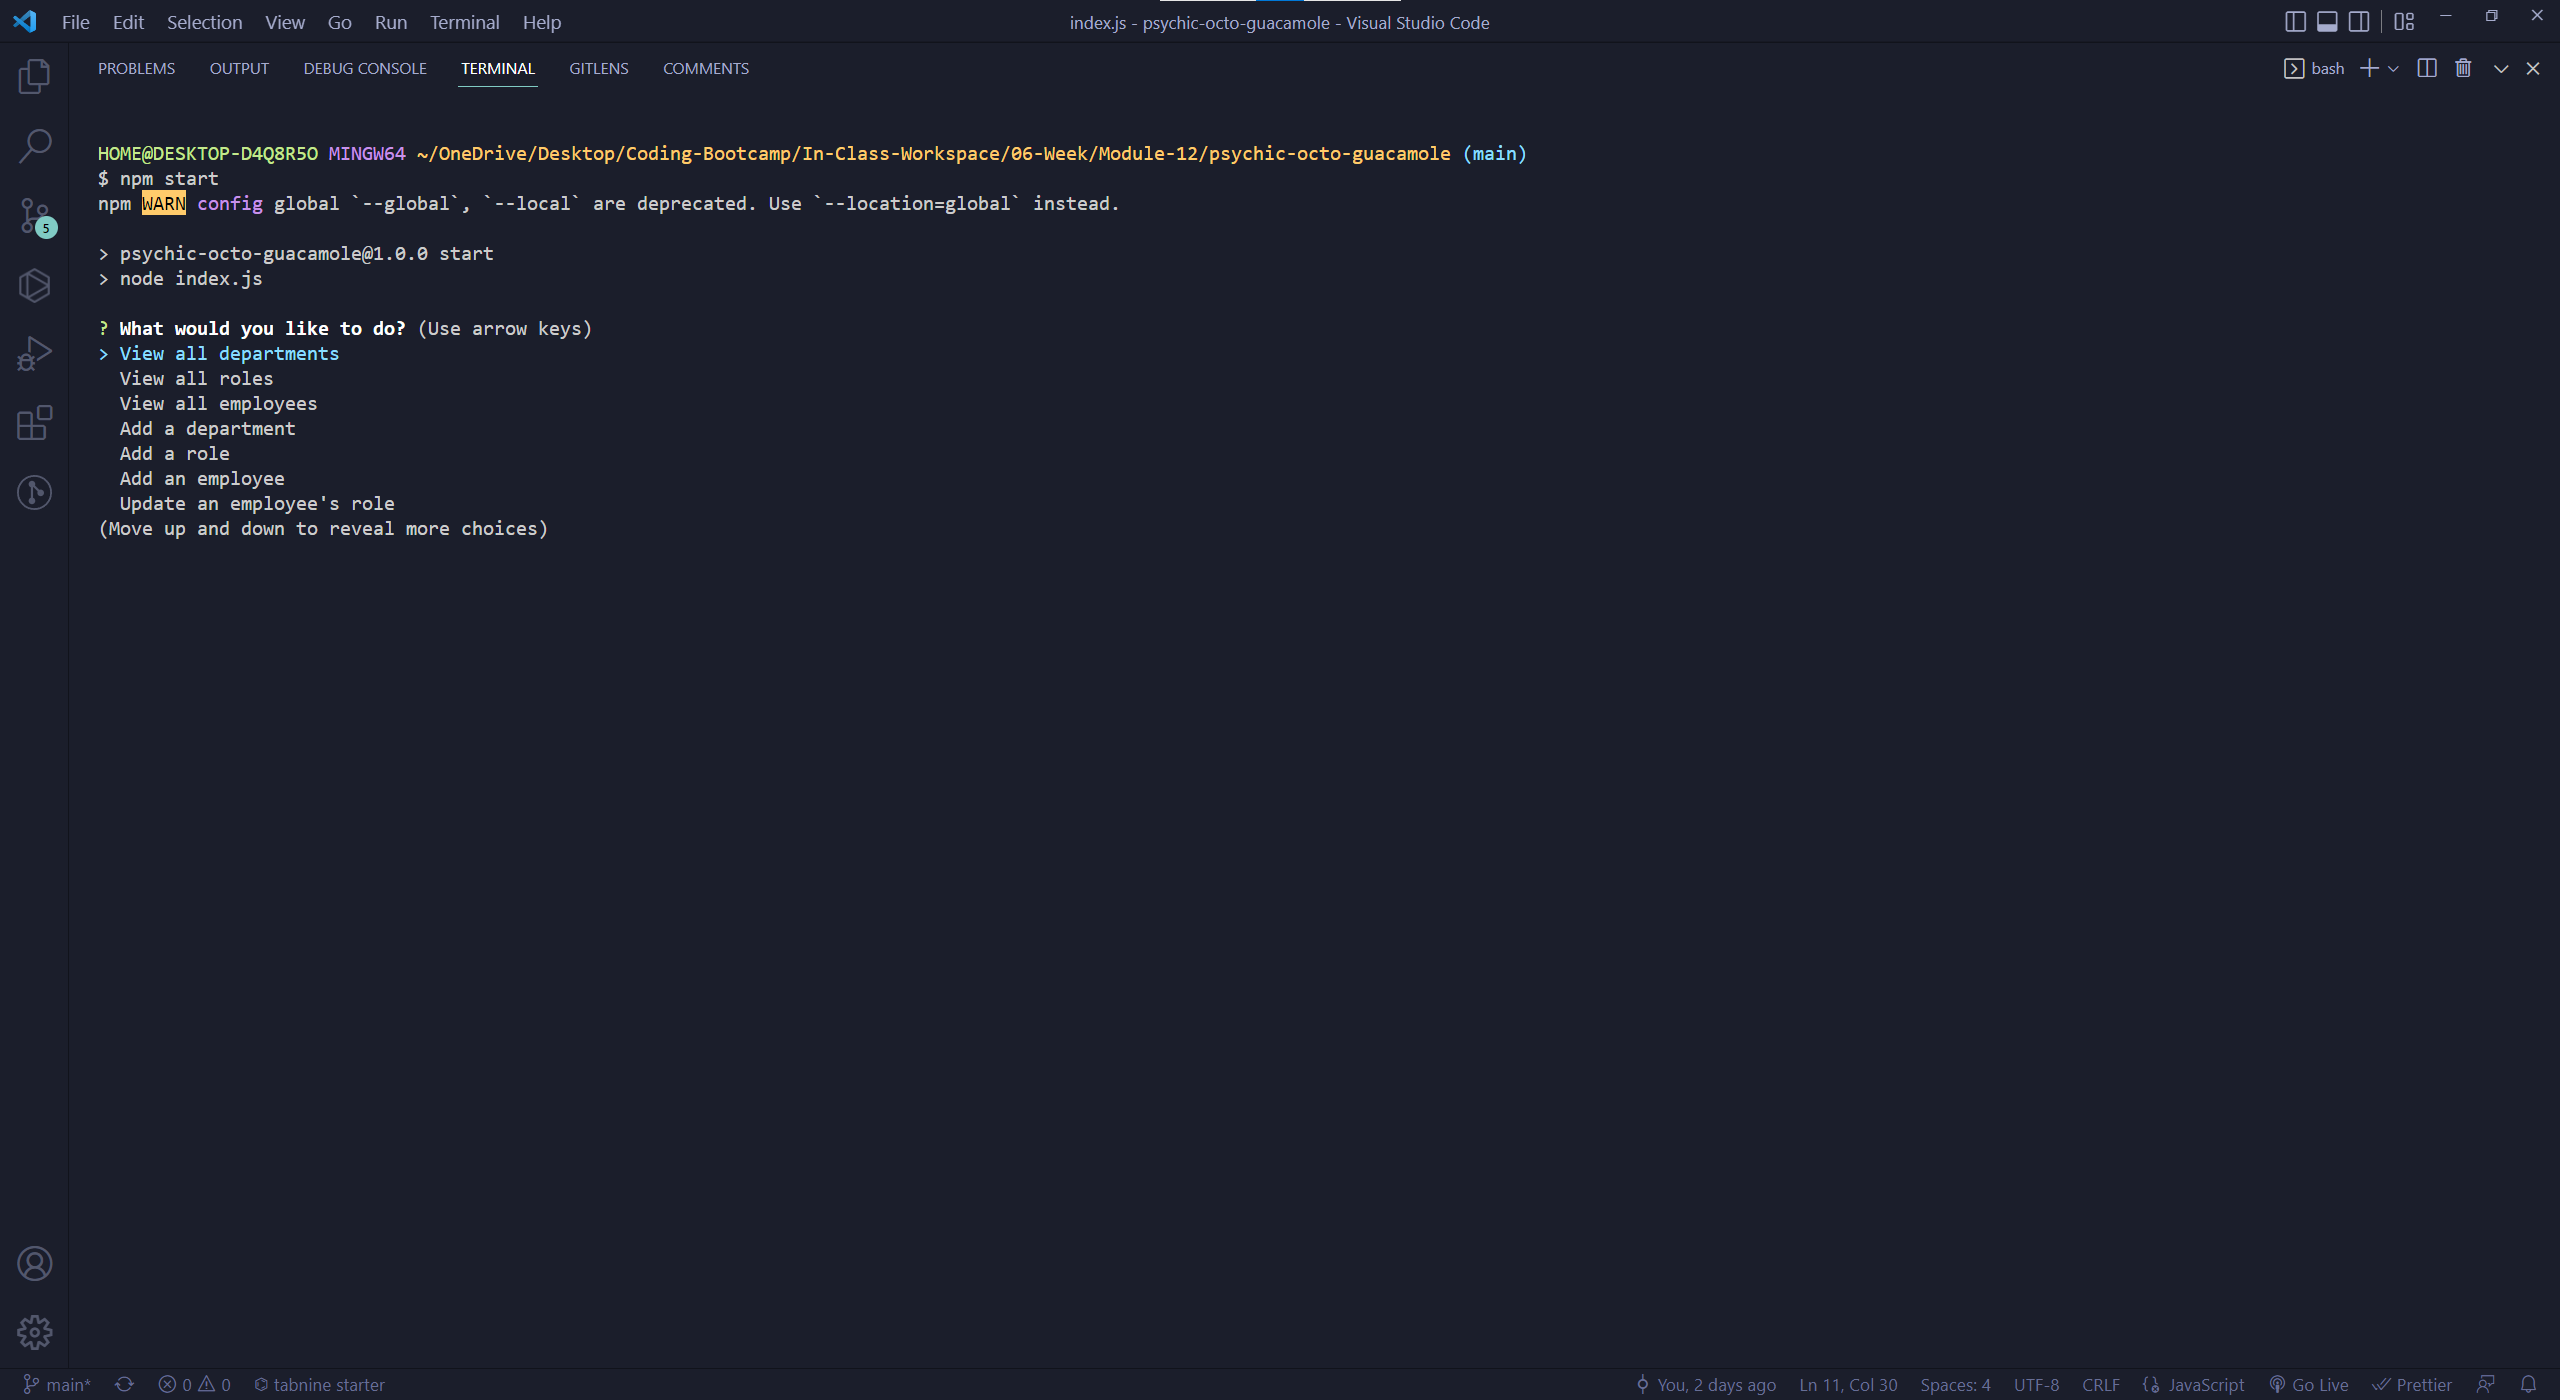 File Edit Selection View Go Run Terminal Help index.js - psychic-octo-guacamole - Visual Studio Code
PROBLEMS OUTPUT DEBUG CONSOLE TERMINAL GITLENS COMMENTS bash
HOME@DESKTOP-D4Q8R5O MINGW64 ~/OneDrive/Desktop/Coding-Bootcamp/In-Class-Workspace/06-Week/Module-12/psychic-octo-guacamole (main)
$ npm start
npm WARN config global `--global`, `--local` are deprecated. Use `--location=global` instead.
> psychic-octo-guacamole@1.0.0 start
> node index.js
? What would you like to do? (Use arrow keys)
> View all departments
View all roles
View all employees
Add a department
Add a role
Add an employee
Update an employee's role
(Move up and down to reveal more choices)
5
main* 0 0 tabnine starter You, 2 days ago Ln 11, Col 30 Spaces: 4 UTF-8 CRLF JavaScript Go Live Prettier